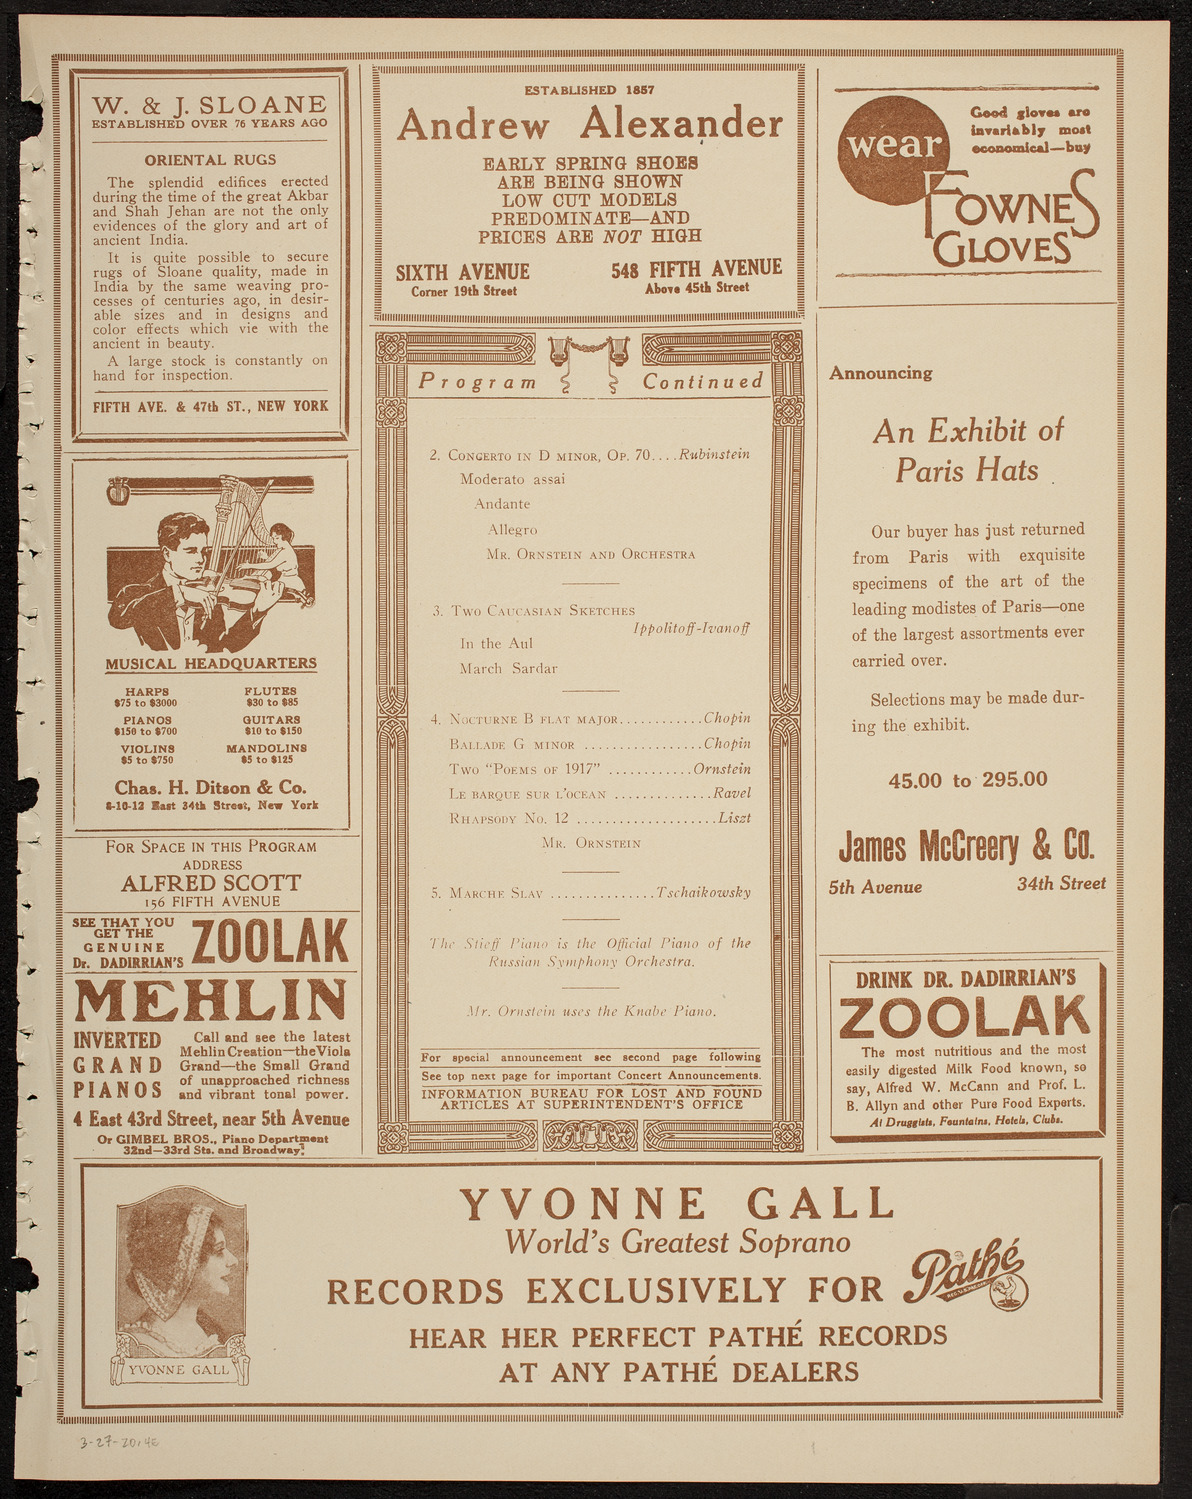 W. & J. SLOANE
ESTABLISHED OVER 76 YEARS AGO
ORIENTAL RUGS
The splendid edifices erected
during the time of the great Akbar
and Shah Jehan are not the only
evidences of the glory and art of
ancient India.
It is quite possible to secure
rugs of Sloane quality, made in
India by the same weaving pro-
cesses of centuries ago, in desir-
able sizes and in designs and
color effects which vie with the
ancient in beauty.
A large stock is constantly on
hand for inspection.
FIFTH AVE. & 47th ST., NEW YORK
MUSICAL HEADQUARTERS
HARPS
$75 to $3000
FLUTES
$30 to $85
PIANOS
$150 to $700
GUITARS
$10 to $150
VIOLINS
$5 to $750
MANDOLINS
$5 to $125
Chas. H. Ditson & Co.
8-10-12 East 34th Street, New York
FOR SPACE IN THIS PROGRAM
ADDRESS
ALFRED SCOTT
156 FIFTH AVENUE
SEE THAT YOU
GET THE
GENUINE
Dr. DADIRRIAN'S
ZOOLAK
MEHLIN
INVERTED
GRAND
PIANOS
Call and see the latest
Mehlin Creation—the Viola
Grand—the Small Grand
of unapproached richness
and vibrant tonal power.
4 East 43rd Street, near 5th Avenue
Or GIMBEL BROS., Piano Department
32nd—33rd Sts. and Broadway.
ESTABLISHED 1857
Andrew Alexander
EARLY SPRING SHOES
ARE BEING SHOWN
LOW CUT MODELS
PREDOMINATE—AND
PRICES ARE NOT HIGH
SIXTH AVENUE
Corner 19th Street
548 FIFTH AVENUE
Above 45th Street
Program Continued
2. CONCERTO IN D MINOR, OP. 70....Rubinstein
Moderato assai
Andante
Allegro
MR. ORNSTEIN AND ORCHESTRA
3. TWO CAUCASIAN SKETCHES
Ippolitoff-Ivanoff
In the Aul
March Sardar
4. NOCTURNE B FLAT MAJOR............Chopin
BALLADE G MINOR .................Chopin
TWO "POEMS OF 1917" ............Ornstein
LE BARQUE SUR L'OCEAN ..............Ravel
RHAPSODY NO. 12 ....................Liszt
MR. ORNSTEIN
5. MARCHE SLAV ...............Tschaikowsky
The Stieff Piano is the Official Piano of the
Russian Symphony Orchestra.
Mr. Ornstein uses the Knabe Piano.
For special announcement see second page following
See top next page for important Concert Announcements.
INFORMATION BUREAU FOR LOST AND FOUND
ARTICLES AT SUPERINTENDENT'S OFFICE
wear
Good gloves are
invariably most
economical—buy
FOWNES
GLOVES
Announcing
An Exhibit of
Paris Hats
Our buyer has just returned
from Paris with exquisite
specimens of the art of the
leading modistes of Paris—one
of the largest assortments ever
carried over.
Selections may be made dur-
ing the exhibit.
45.00 to 295.00
James McCreery & Co.
5th Avenue 34th Street
DRINK DR. DADIRRIAN'S
ZOOLAK
The most nutritious and the most
easily digested Milk Food known, so
say, Alfred W. McCann and Prof. L.
B. Allyn and other Pure Food Experts.
At Druggists, Fountains, Hotels, Clubs.
YVONNE GALL
YVONNE GALL
World's Greatest Soprano
RECORDS EXCLUSIVELY FOR Pathé
HEAR HER PERFECT PATHÉ RECORDS
AT ANY PATHÉ DEALERS
3-27-20, 4E